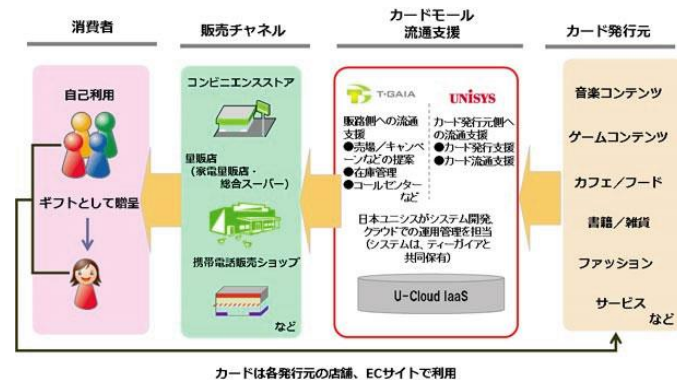 消費者
販売チャネル
カードモール
流通支援
カード発行元
自己利用
ギフトとして贈呈
コンビニエンスストア
量販店
(家電量販店・
総合スーパー)
携帯電話販売ショップ
など
T-GAIA
販路側への流通
支援
●売場/キャンペ
ーンなどの提案
●在庫管理
●コールセンター
など
UNISYS
カード発行元側へ
の流通支援
●カード発行支援
●カード流通支援
日本ユニシスがシステム開発、
クラウドでの運用管理を担当
(システムは、ティーガイアと
共同保有)
U-Cloud IaaS
音楽コンテンツ
ゲームコンテンツ
カフェ/フード
書籍/雑貨
ファッション
サービス
など
カードは各発行元の店舗、ECサイトで利用